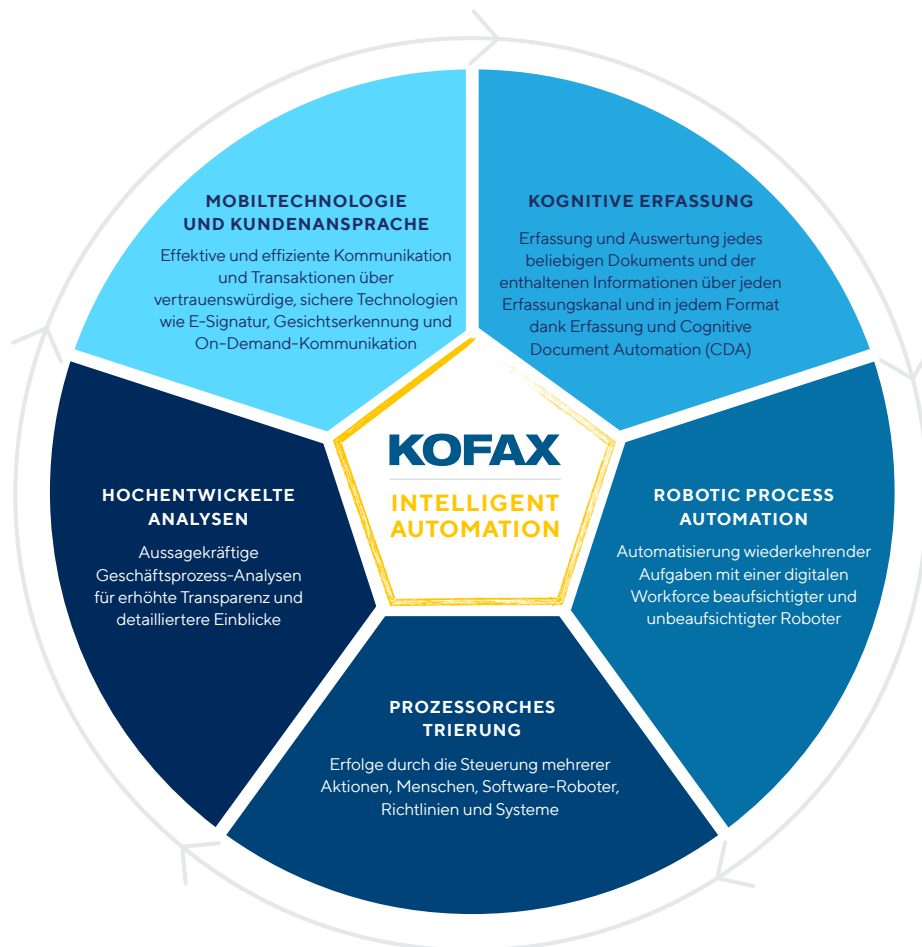 MOBILTECHNOLOGIE
UND KUNDENANSPRACHE
Effektive und effiziente Kommunikation
und Transaktionen über
vertrauenswürdige, sichere Technologien
wie E-Signatur, Gesichtserkennung und
On-Demand-Kommunikation
KOGNITIVE ERFASSUNG
Erfassung und Auswertung jedes
beliebigen Dokuments und der
enthaltenen Informationen über jeden
Erfassungskanal und in jedem Format
dank Erfassung und Cognitive
Document Automation (CDA)
KOFAX
INTELLIGENT
AUTOMATION
HOCHENTWICKELTE
ANALYSEN
Aussagekräftige
Geschäftsprozess-Analysen
für erhöhte Transparenz und
detailliertere Einblicke
ROBOTIC PROCESS
AUTOMATION
Automatisierung wiederkehrender
Aufgaben mit einer digitalen
Workforce beaufsichtigter und
unbeaufsichtigter Roboter
PROZESSORCHES
TRIERUNG
Erfolge durch die Steuerung mehrerer
Aktionen, Menschen, Software-Roboter,
Richtlinien und Systeme